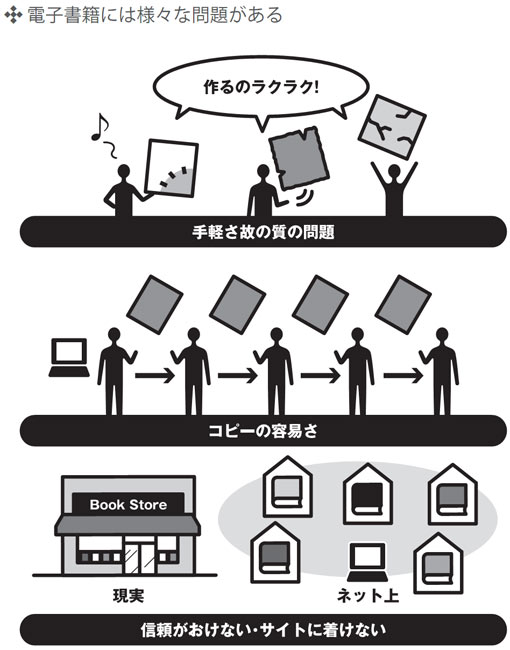 電子書籍には様々な問題がある
作るのラクラク!
手軽さ故の質の問題
コピーの容易さ
Book Store
現実
ネット上
信頼がおけない・サイトに着けない